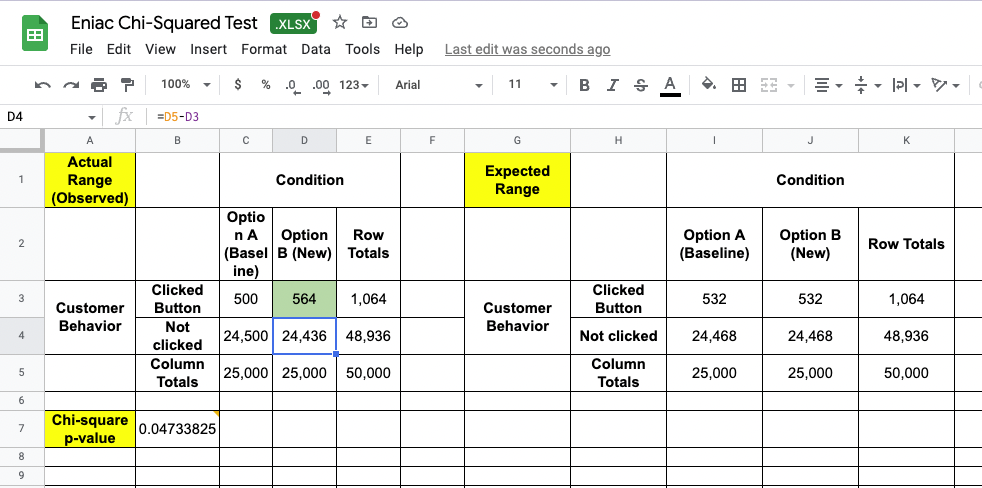 Eniac Chi-Squared Test .XLSX
File Edit View Insert Format Data Tools Help Last edit was seconds ago
100% $ % .0 .00 123 Arial 11 B I S A
D4 fx =D5-D3
A B C D E F G H I J K
1 Actual Range (Observed) Condition Expected Range Condition
2 Option A (Baseline) Option B (New) Row Totals Option A (Baseline) Option B (New) Row Totals
3 Customer Behavior Clicked Button 500 564 1,064 Customer Behavior Clicked Button 532 532 1,064
4 Not clicked 24,500 24,436 48,936 Not clicked 24,468 24,468 48,936
5 Column Totals 25,000 25,000 50,000 Column Totals 25,000 25,000 50,000
6
7 Chi-square p-value 0.04733825
8
9